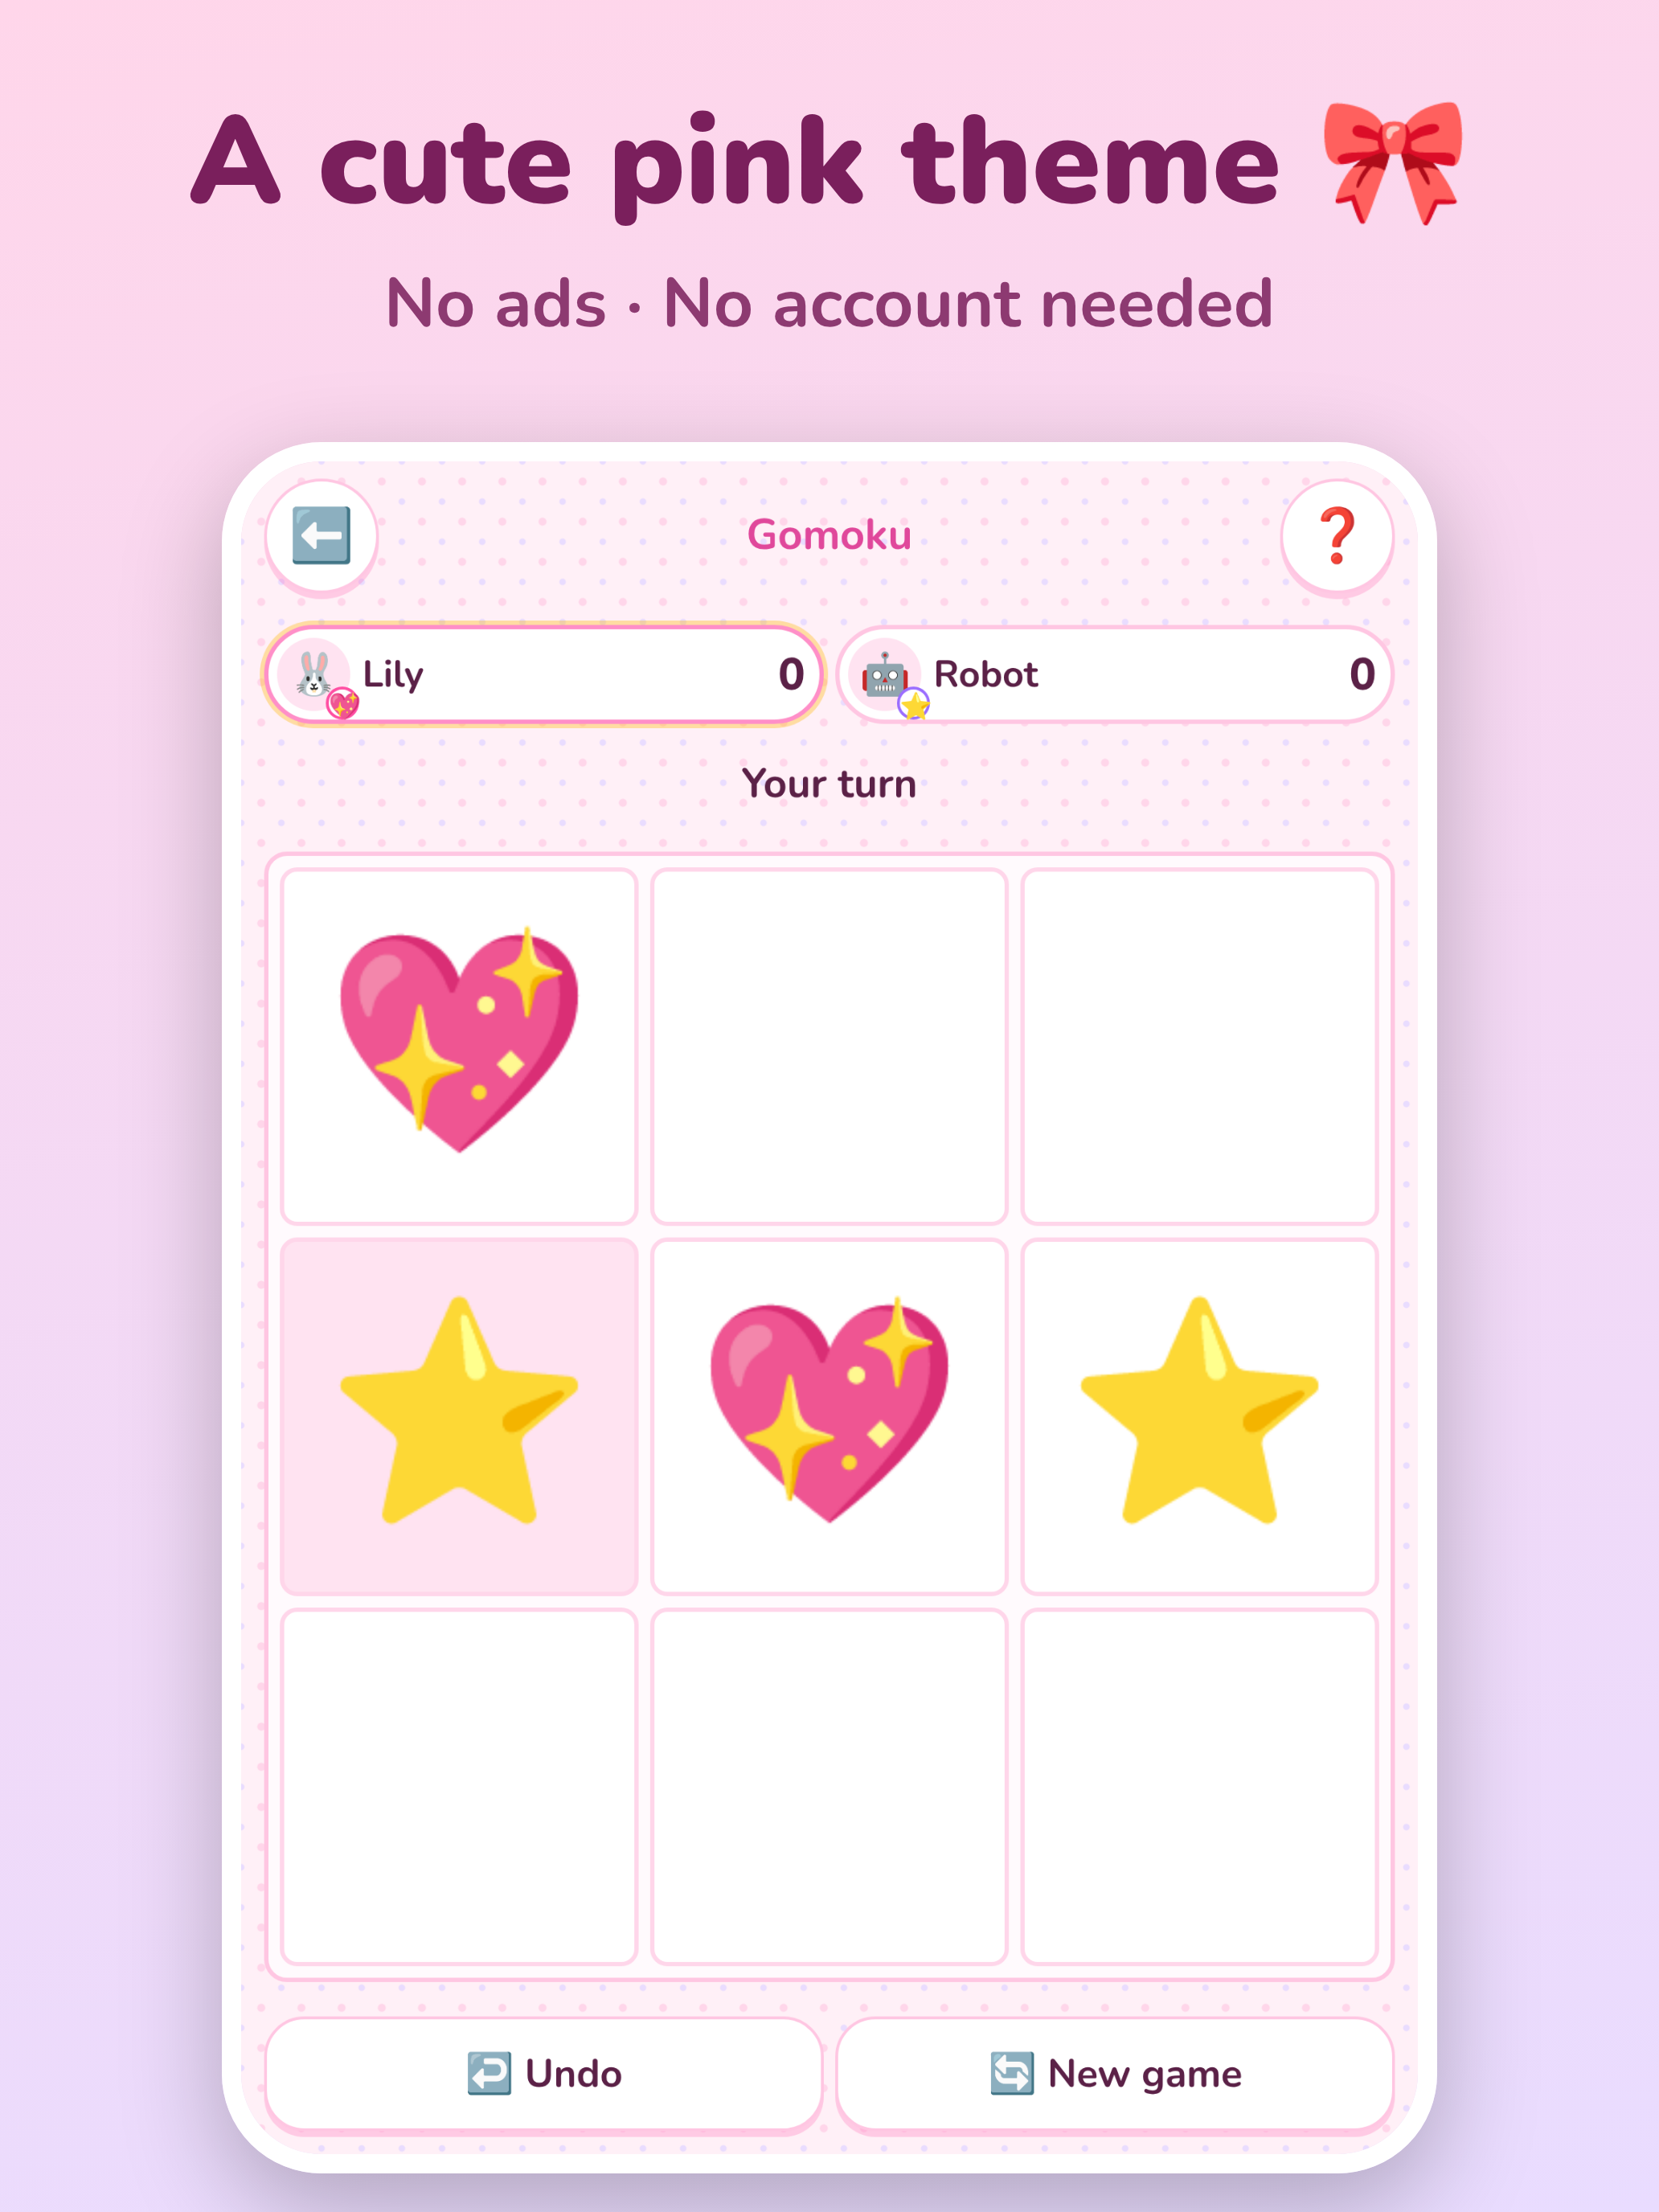 A cute pink theme 🎀
No ads · No account needed
Gomoku
Lily 0
Robot 0
Your turn
Undo
New game